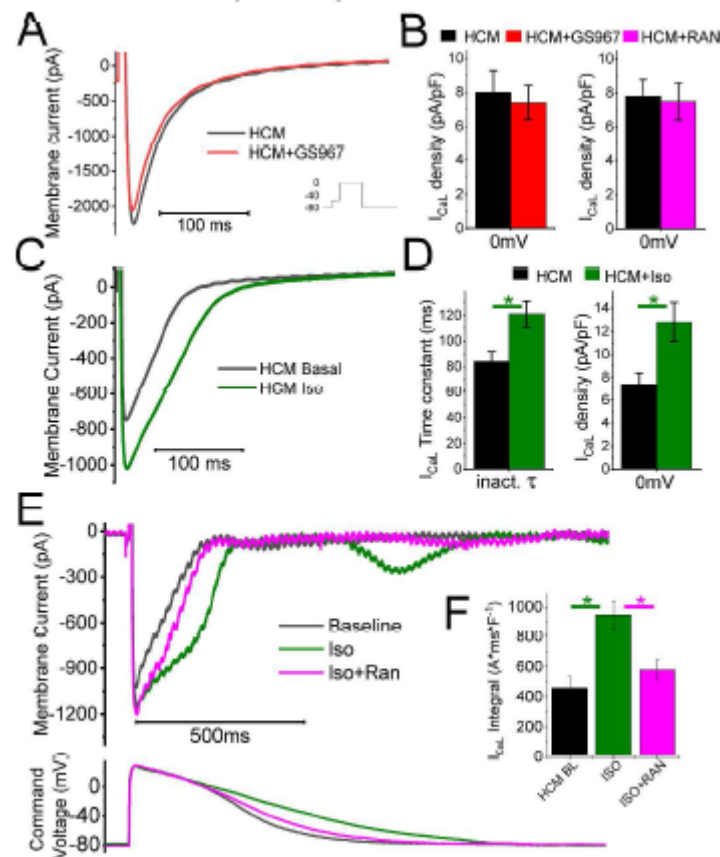 A
Membrane current (pA)
0
-500
-1000
-1500
-2000
HCM
HCM+GS967
100 ms
0
-40
-80
B
HCM
HCM+GS967
HCM+RAN
ICaL density (pA/pF)
8
6
4
2
0
0mV
ICaL density (pA/pF)
8
6
4
2
0
0mV
C
Membrane Current (pA)
0
-200
-400
-600
-800
-1000
HCM Basal
HCM Iso
100 ms
D
HCM
HCM+Iso
ICaL Time constant (ms)
120
100
80
60
40
20
0
*
inact. τ
ICaL density (pA/pF)
14
12
10
8
6
4
2
0
*
0mV
E
Membrane Current (pA)
0
-300
-600
-900
-1200
Baseline
Iso
Iso+Ran
500ms
Command
Voltage (mV)
0
-40
-80
F
ICaL Integral (A*ms*F-1)
1000
800
600
400
200
0
* *
HCM BL
ISO
ISO+RAN